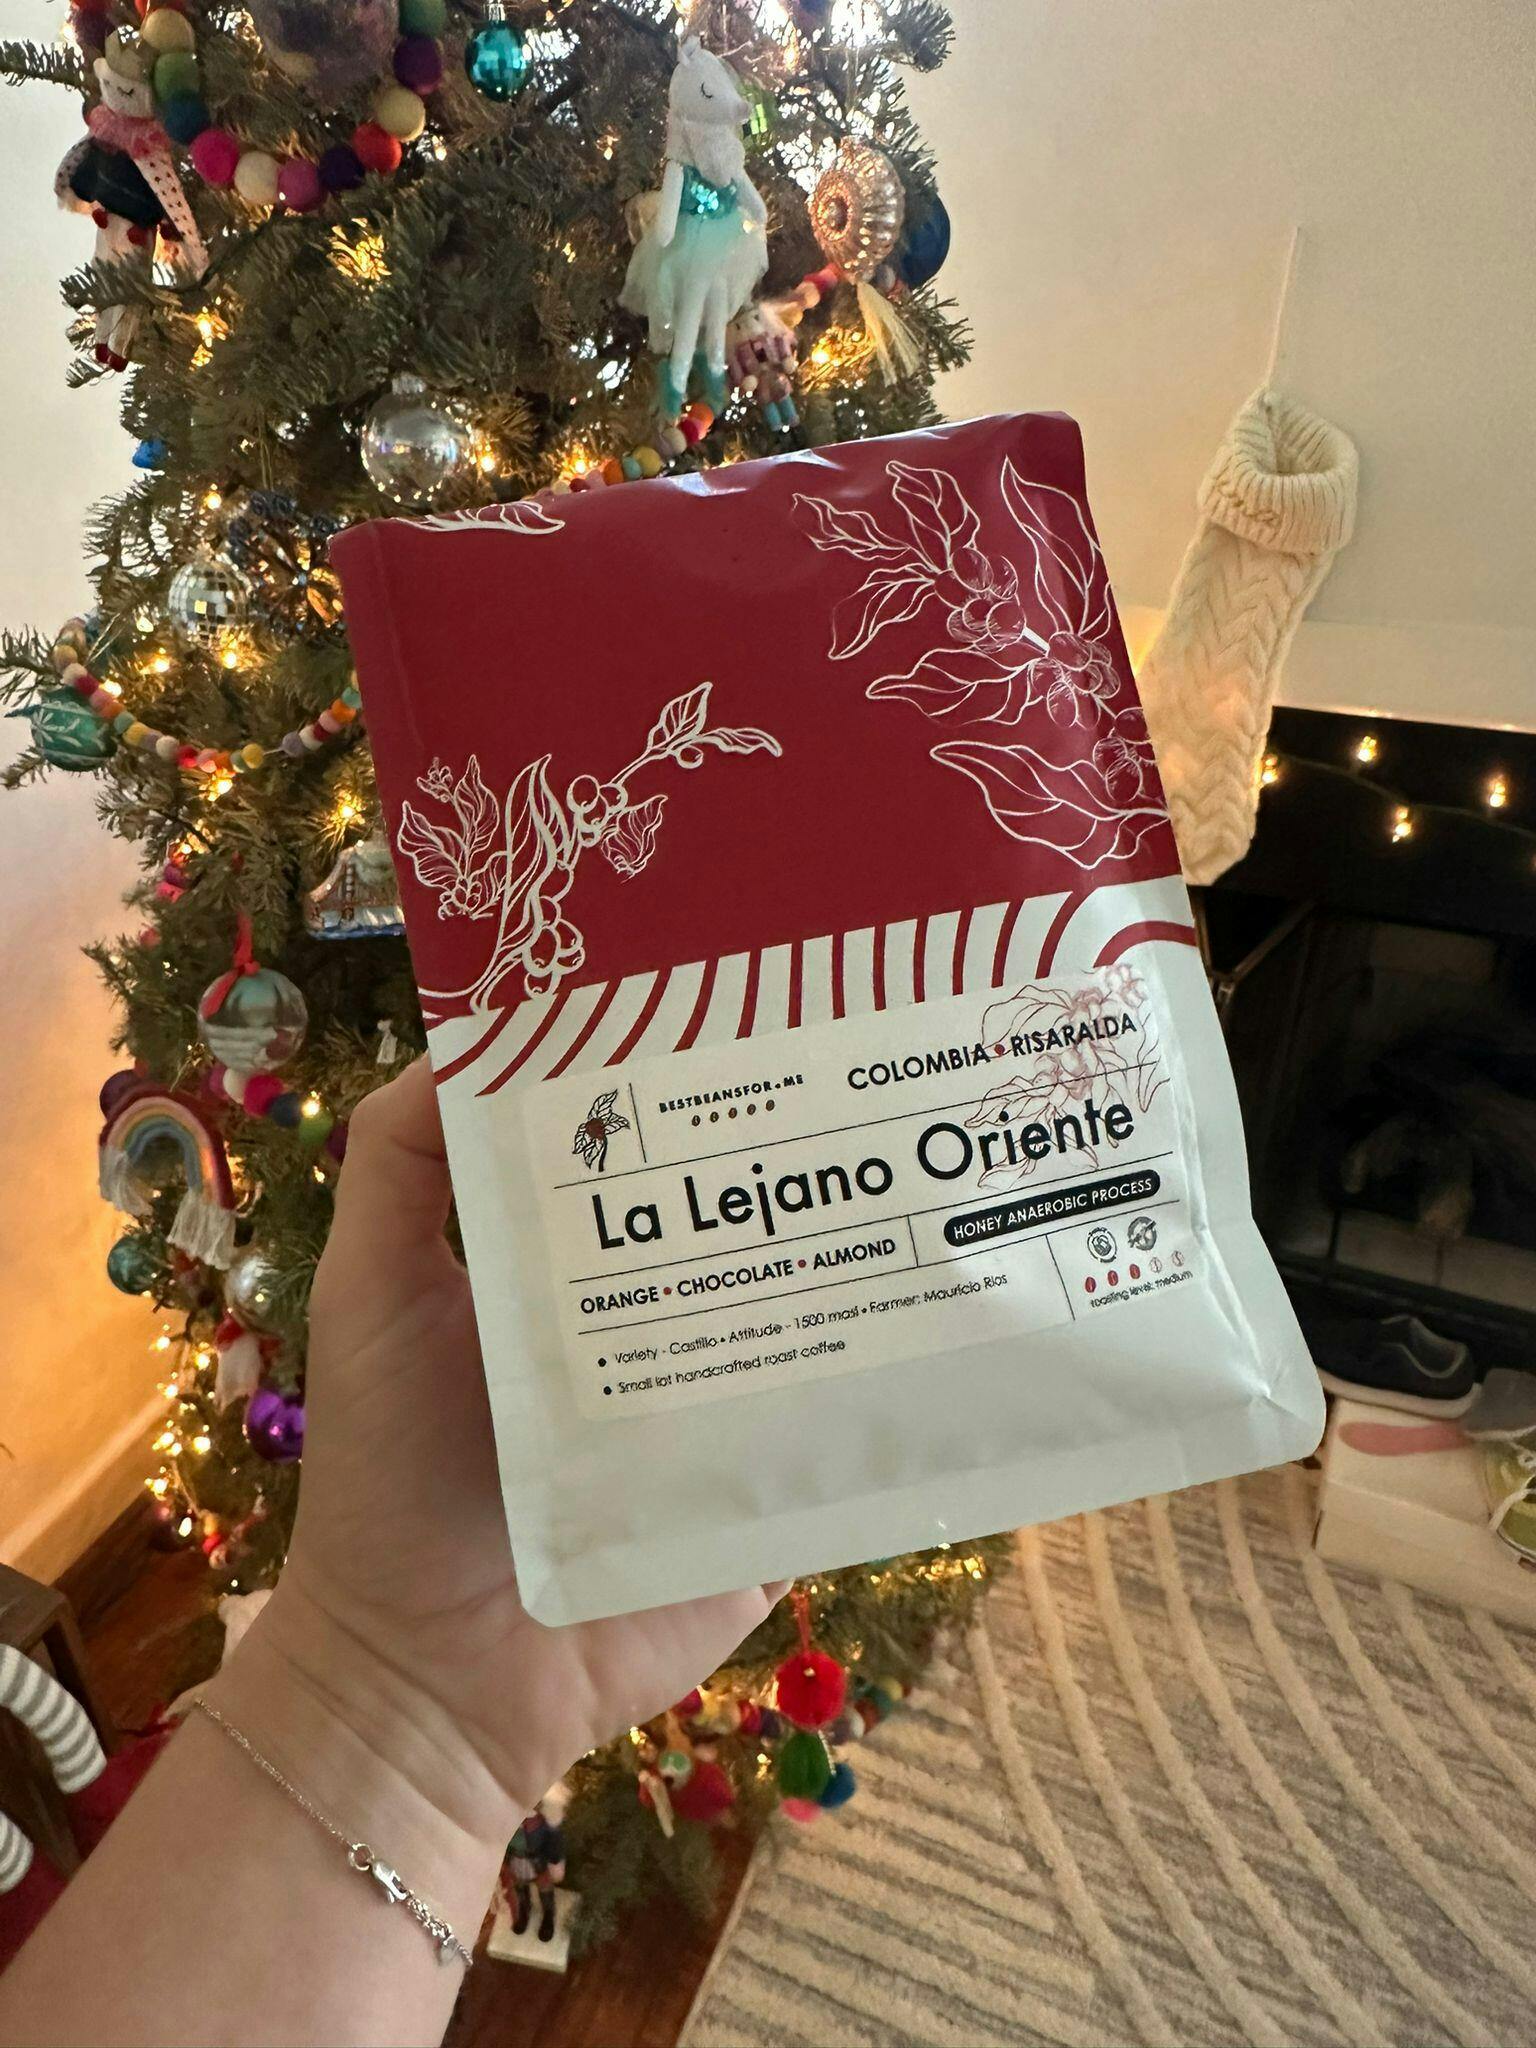 BESTBEANSFOR.ME
COLOMBIA • RISARALDA
La Lejano Oriente
ORANGE • CHOCOLATE • ALMOND
HONEY ANAEROBIC PROCESS
roasting level: medium
• Variety - Castillo • Altitude - 1500 masl • Farmer: Mauricio Rios
• Small lot handcrafted roast coffee